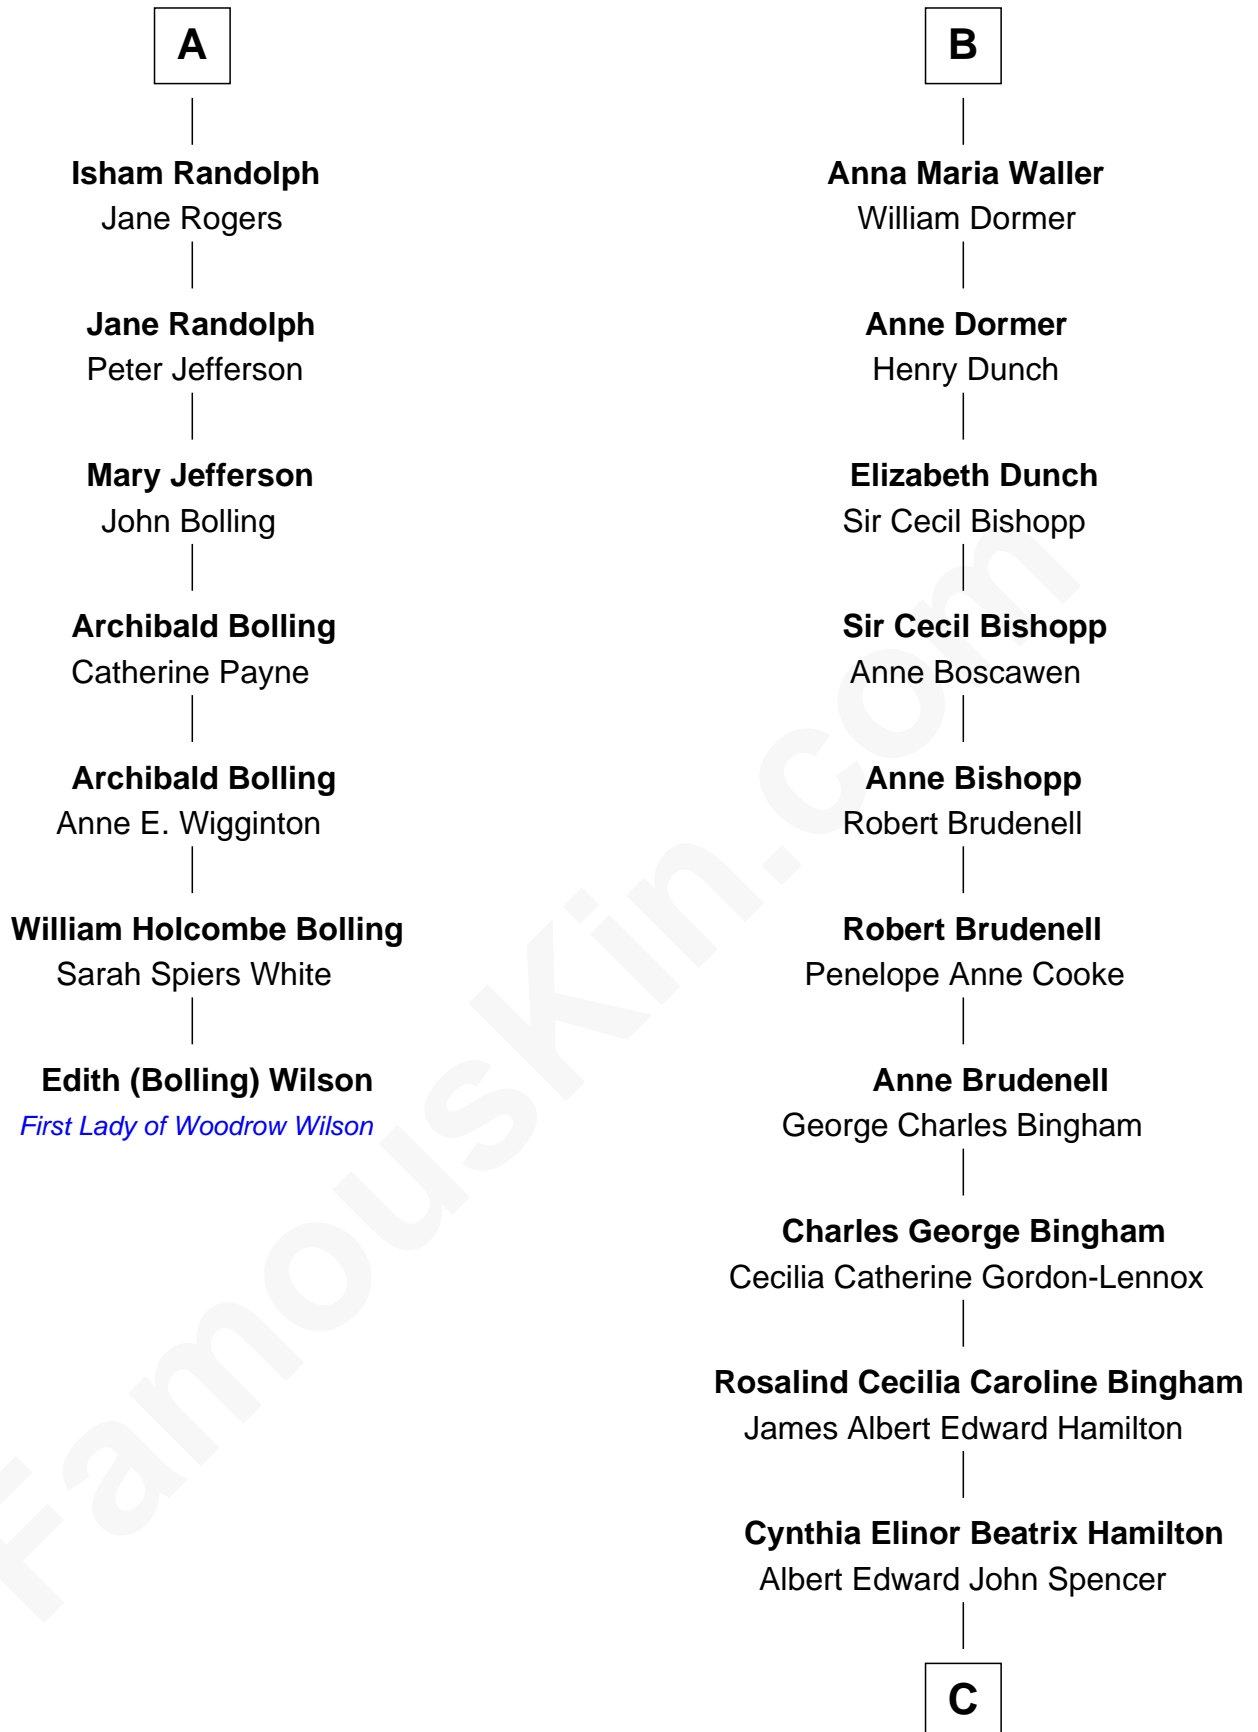 A
Isham Randolph
Jane Rogers
Jane Randolph
Peter Jefferson
Mary Jefferson
John Bolling
Archibald Bolling
Catherine Payne
Archibald Bolling
Anne E. Wigginton
William Holcombe Bolling
Sarah Spiers White
Edith (Bolling) Wilson
First Lady of Woodrow Wilson
B
Anna Maria Waller
William Dormer
Anne Dormer
Henry Dunch
Elizabeth Dunch
Sir Cecil Bishopp
Sir Cecil Bishopp
Anne Boscawen
Anne Bishopp
Robert Brudenell
Robert Brudenell
Penelope Anne Cooke
Anne Brudenell
George Charles Bingham
Charles George Bingham
Cecilia Catherine Gordon-Lennox
Rosalind Cecilia Caroline Bingham
James Albert Edward Hamilton
Cynthia Elinor Beatrix Hamilton
Albert Edward John Spencer
C
FamousKin.com